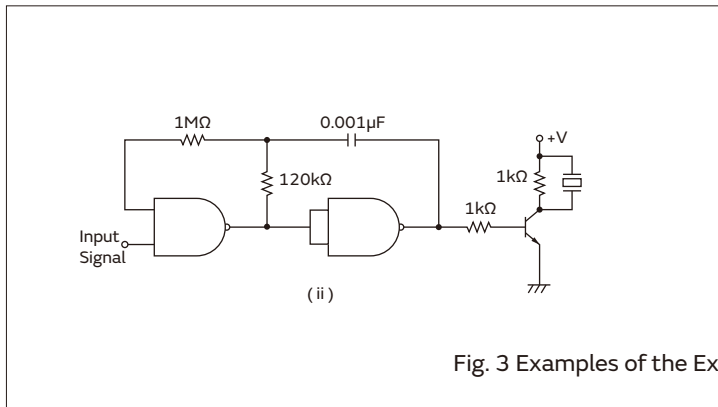 1MΩ
0.001µF
+V
120kΩ
1kΩ
1kΩ
Input
Signal
( ii )
Fig. 3 Examples of the Ex